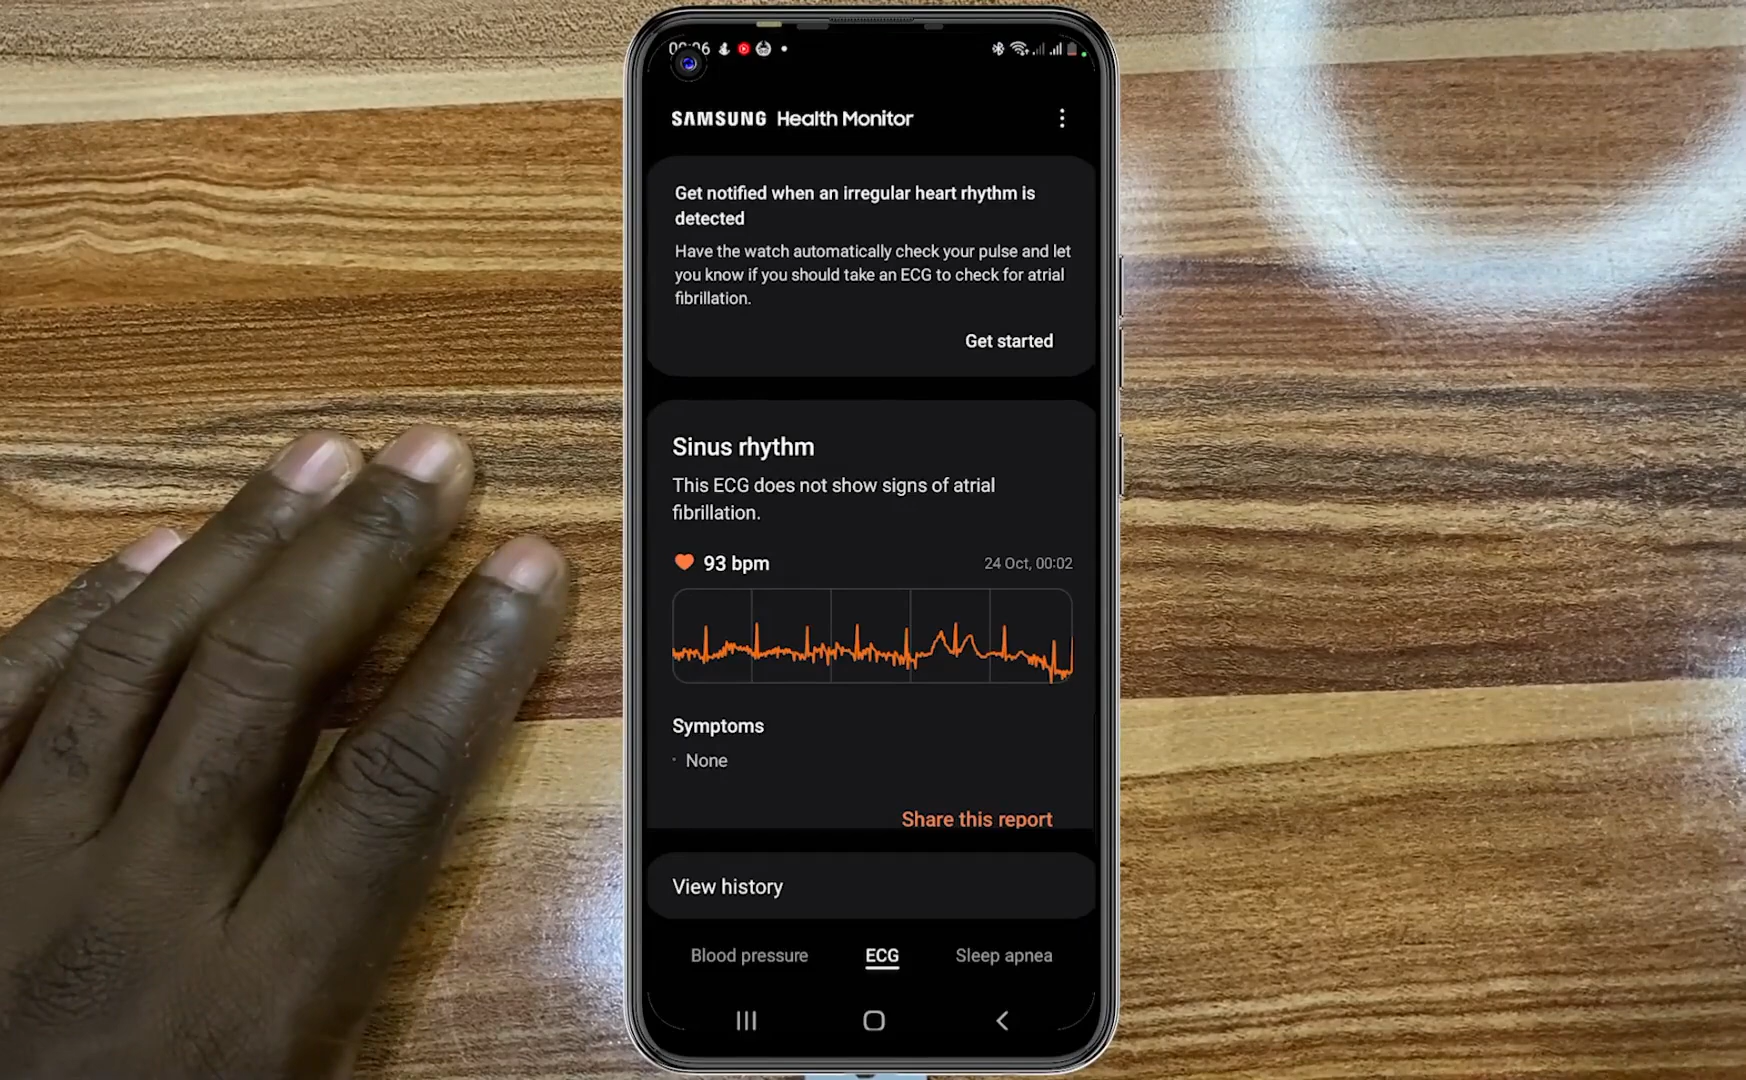 SAMSUNG Health Monitor
Get notified when an irregular heart rhythm is
detected
Have the watch automatically check your pulse and let
you know if you should take an ECG to check for atrial
fibrillation.
Get started
Sinus rhythm
This ECG does not show signs of atrial
fibrillation.
93 bpm
24 Oct, 00:02
Symptoms
· None
Share this report
View history
Blood pressure
ECG
Sleep apnea